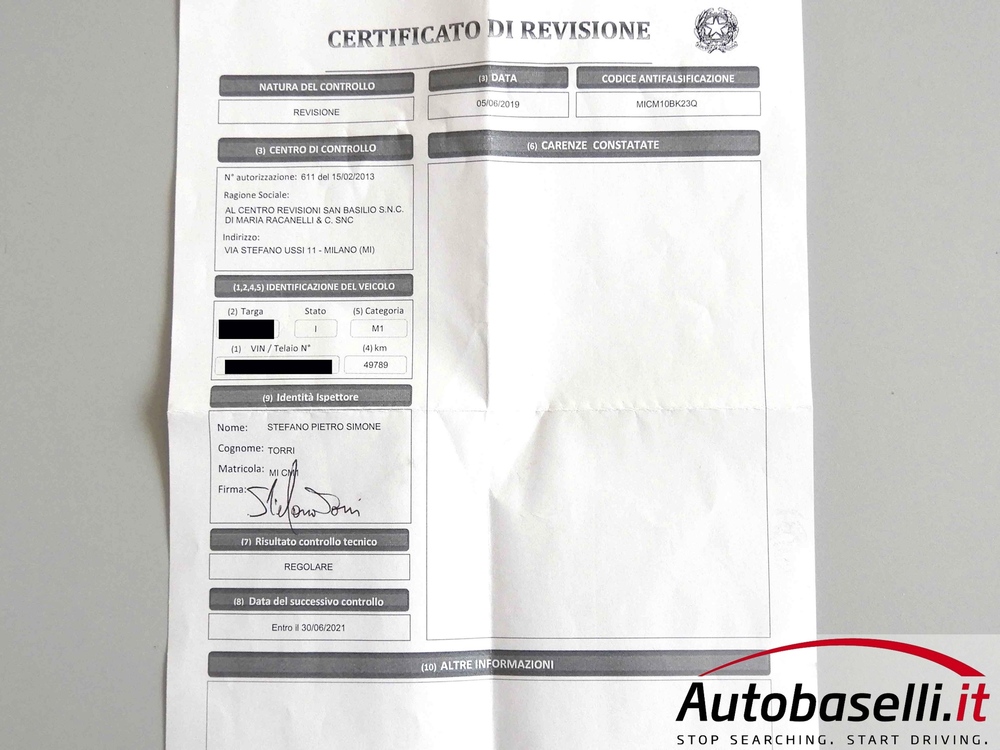 CERTIFICATO DI REVISIONE
NATURA DEL CONTROLLO
REVISIONE
(3) DATA
05/06/2019
CODICE ANTIFALSIFICAZIONE
MICM10BK23Q
(3) CENTRO DI CONTROLLO
N° autorizzazione: 611 del 15/02/2013
Ragione Sociale:
AL CENTRO REVISIONI SAN BASILIO S.N.C.
DI MARIA RACANELLI & C. SNC
Indirizzo:
VIA STEFANO USSI 11 - MILANO (MI)
(6) CARENZE CONSTATATE
(1,2,4,5) IDENTIFICAZIONE DEL VEICOLO
(2) Targa Stato (5) Categoria
I M1
(1) VIN / Telaio N° (4) km
49789
(9) Identità Ispettore
Nome: STEFANO PIETRO SIMONE
Cognome: TORRI
Matricola: MI CM1
Firma: Stefano Torri
(7) Risultato controllo tecnico
REGOLARE
(8) Data del successivo controllo
Entro il 30/06/2021
(10) ALTRE INFORMAZIONI
Autobaselli.it
STOP SEARCHING. START DRIVING.